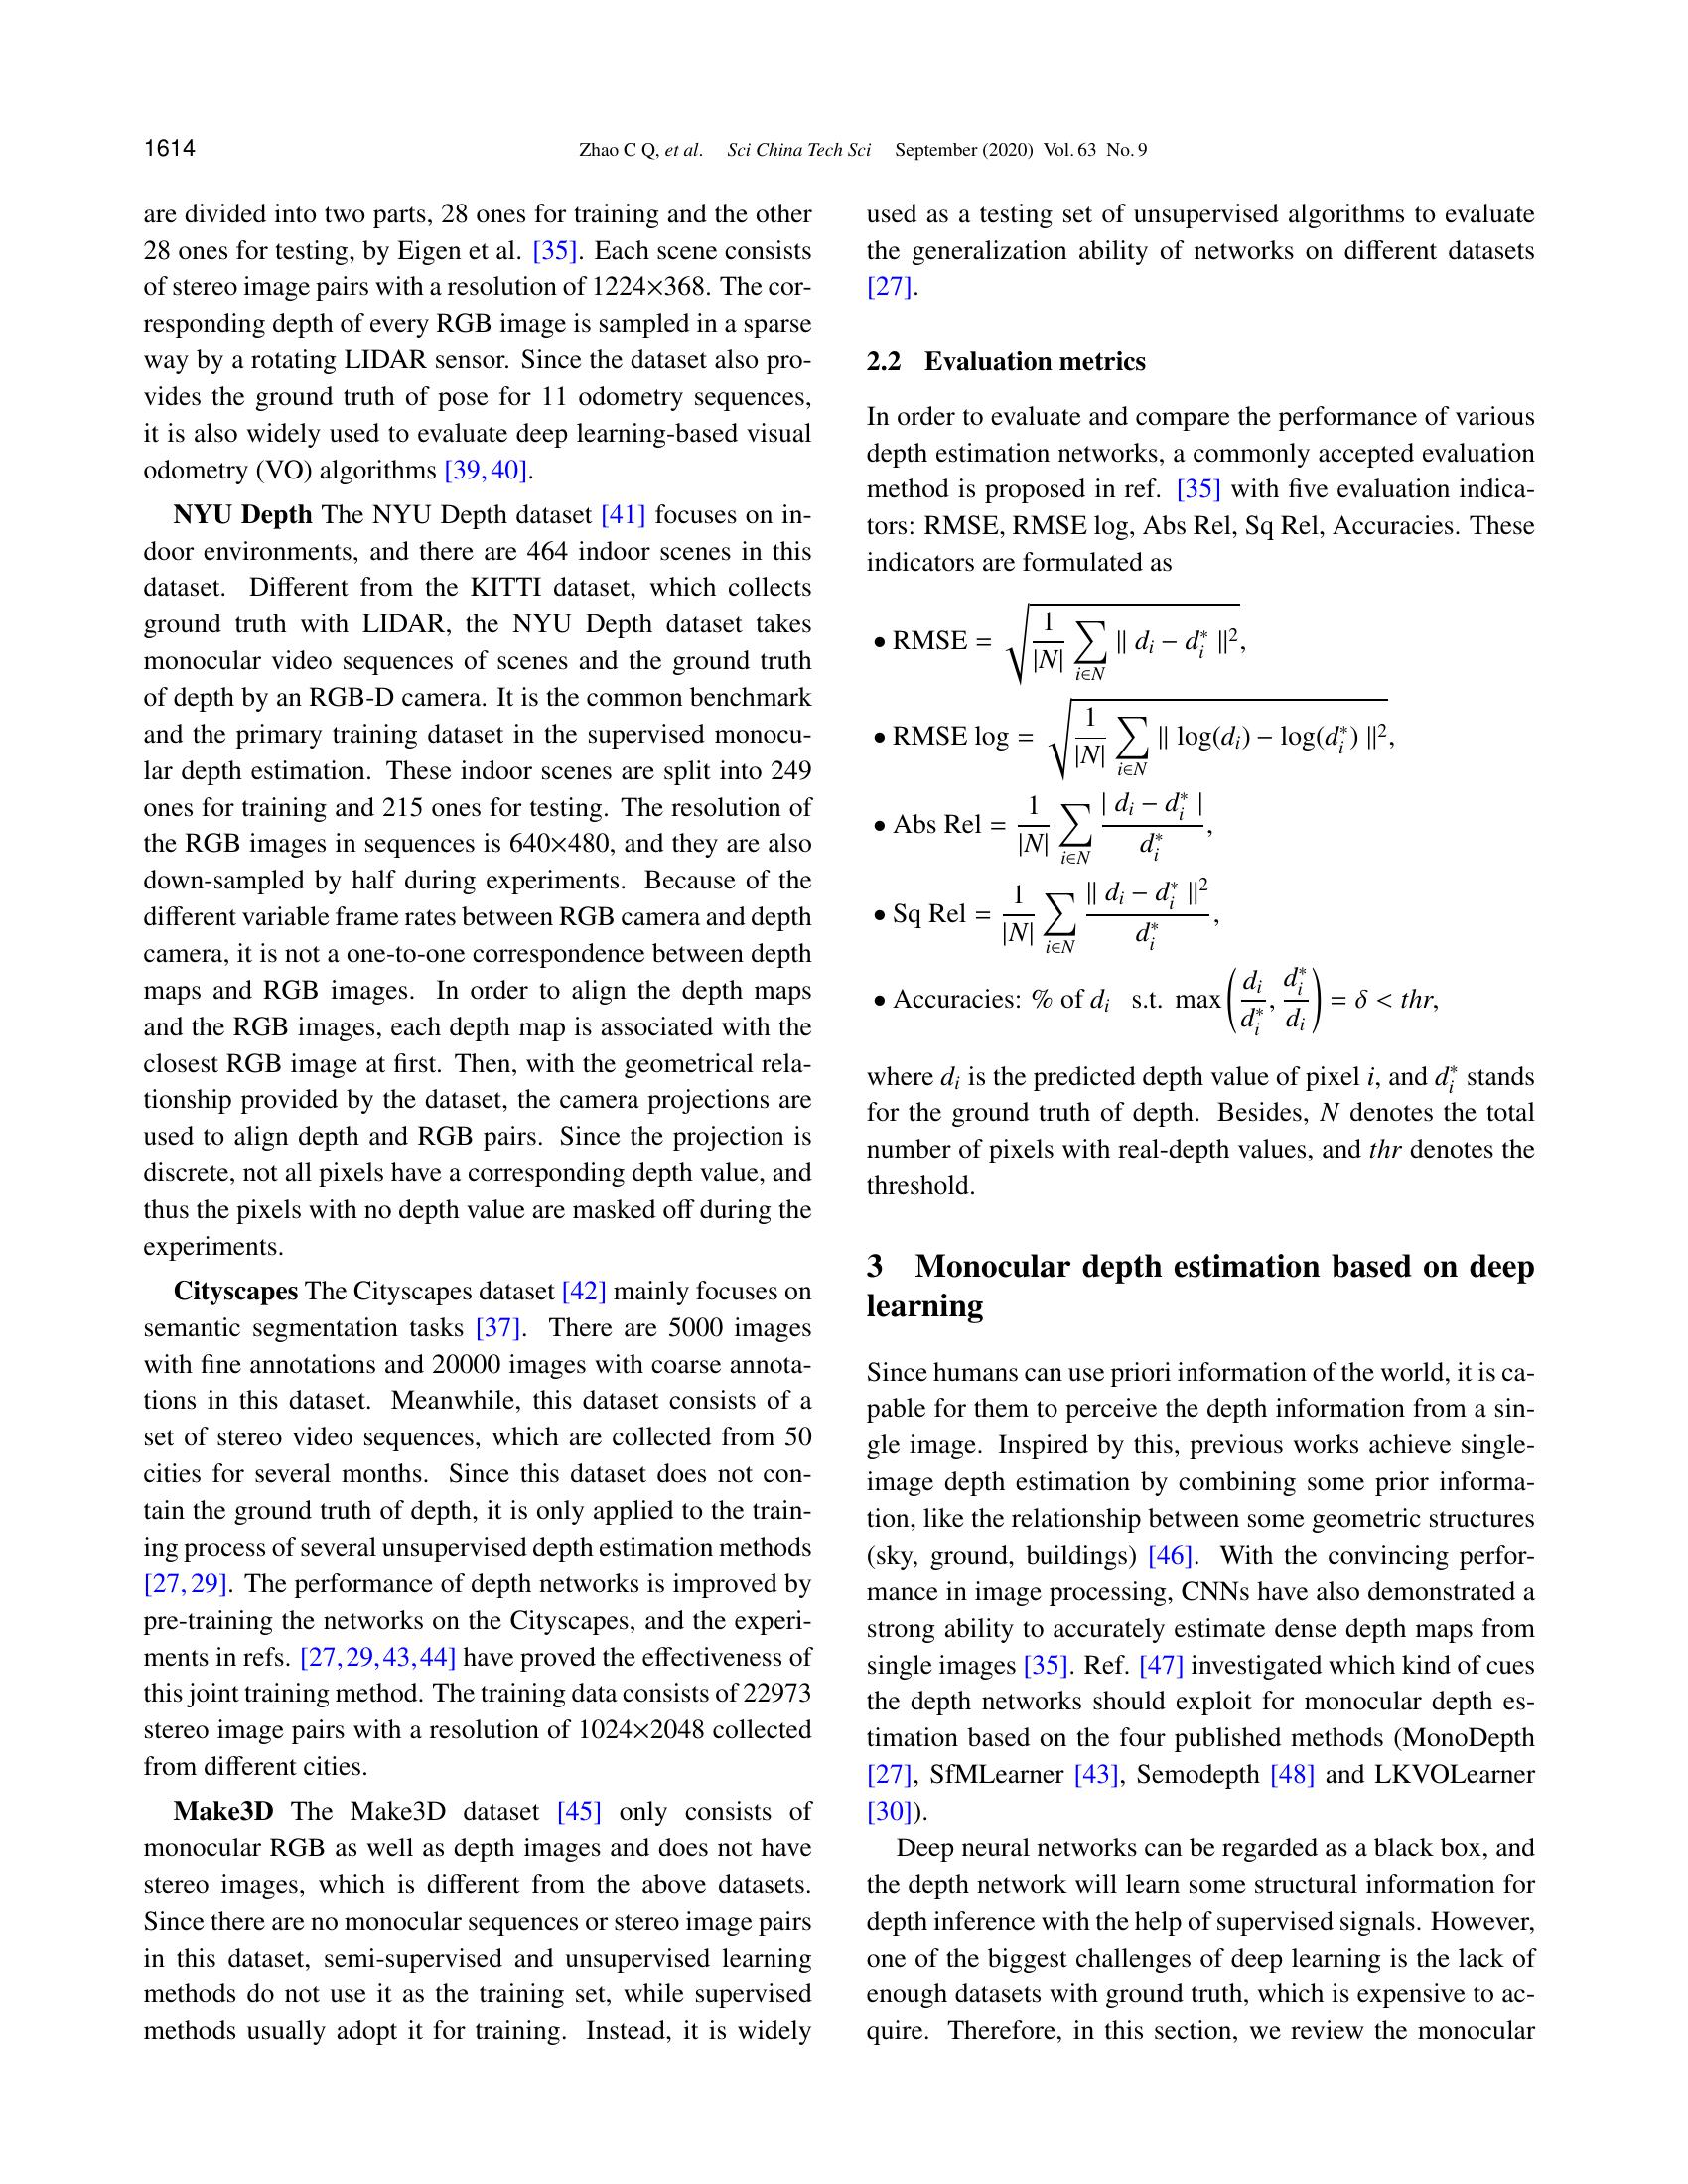 1614
Zhao C Q, et al. Sci China Tech Sci September (2020) Vol. 63 No. 9
are divided into two parts, 28 ones for training and the other
28 ones for testing, by Eigen et al. [35]. Each scene consists
of stereo image pairs with a resolution of 1224×368. The cor-
responding depth of every RGB image is sampled in a sparse
way by a rotating LIDAR sensor. Since the dataset also pro-
vides the ground truth of pose for 11 odometry sequences,
it is also widely used to evaluate deep learning-based visual
odometry (VO) algorithms [39,40].
NYU Depth The NYU Depth dataset [41] focuses on in-
door environments, and there are 464 indoor scenes in this
dataset. Different from the KITTI dataset, which collects
ground truth with LIDAR, the NYU Depth dataset takes
monocular video sequences of scenes and the ground truth
of depth by an RGB-D camera. It is the common benchmark
and the primary training dataset in the supervised monocu-
lar depth estimation. These indoor scenes are split into 249
ones for training and 215 ones for testing. The resolution of
the RGB images in sequences is 640×480, and they are also
down-sampled by half during experiments. Because of the
different variable frame rates between RGB camera and depth
camera, it is not a one-to-one correspondence between depth
maps and RGB images. In order to align the depth maps
and the RGB images, each depth map is associated with the
closest RGB image at first. Then, with the geometrical rela-
tionship provided by the dataset, the camera projections are
used to align depth and RGB pairs. Since the projection is
discrete, not all pixels have a corresponding depth value, and
thus the pixels with no depth value are masked off during the
experiments.
Cityscapes The Cityscapes dataset [42] mainly focuses on
semantic segmentation tasks [37]. There are 5000 images
with fine annotations and 20000 images with coarse annota-
tions in this dataset. Meanwhile, this dataset consists of a
set of stereo video sequences, which are collected from 50
cities for several months. Since this dataset does not con-
tain the ground truth of depth, it is only applied to the train-
ing process of several unsupervised depth estimation methods
[27,29]. The performance of depth networks is improved by
pre-training the networks on the Cityscapes, and the experi-
ments in refs. [27,29,43,44] have proved the effectiveness of
this joint training method. The training data consists of 22973
stereo image pairs with a resolution of 1024×2048 collected
from different cities.
Make3D The Make3D dataset [45] only consists of
monocular RGB as well as depth images and does not have
stereo images, which is different from the above datasets.
Since there are no monocular sequences or stereo image pairs
in this dataset, semi-supervised and unsupervised learning
methods do not use it as the training set, while supervised
methods usually adopt it for training. Instead, it is widely
used as a testing set of unsupervised algorithms to evaluate
the generalization ability of networks on different datasets
[27].
2.2 Evaluation metrics
In order to evaluate and compare the performance of various
depth estimation networks, a commonly accepted evaluation
method is proposed in ref. [35] with five evaluation indica-
tors: RMSE, RMSE log, Abs Rel, Sq Rel, Accuracies. These
indicators are formulated as
• RMSE = √(1/|N| ∑_{i∈N} ‖ d_i − d_i^* ‖²),
• RMSE log = √(1/|N| ∑_{i∈N} ‖ log(d_i) − log(d_i^*) ‖²),
• Abs Rel = 1/|N| ∑_{i∈N} | d_i − d_i^* | / d_i^*,
• Sq Rel = 1/|N| ∑_{i∈N} ‖ d_i − d_i^* ‖² / d_i^*,
• Accuracies: % of d_i s.t. max(d_i/d_i^*, d_i^*/d_i) = δ < thr,
where d_i is the predicted depth value of pixel i, and d_i^* stands
for the ground truth of depth. Besides, N denotes the total
number of pixels with real-depth values, and thr denotes the
threshold.
3 Monocular depth estimation based on deep
learning
Since humans can use priori information of the world, it is ca-
pable for them to perceive the depth information from a sin-
gle image. Inspired by this, previous works achieve single-
image depth estimation by combining some prior informa-
tion, like the relationship between some geometric structures
(sky, ground, buildings) [46]. With the convincing perfor-
mance in image processing, CNNs have also demonstrated a
strong ability to accurately estimate dense depth maps from
single images [35]. Ref. [47] investigated which kind of cues
the depth networks should exploit for monocular depth es-
timation based on the four published methods (MonoDepth
[27], SfMLearner [43], Semodepth [48] and LKVOLearner
[30]).
Deep neural networks can be regarded as a black box, and
the depth network will learn some structural information for
depth inference with the help of supervised signals. However,
one of the biggest challenges of deep learning is the lack of
enough datasets with ground truth, which is expensive to ac-
quire. Therefore, in this section, we review the monocular